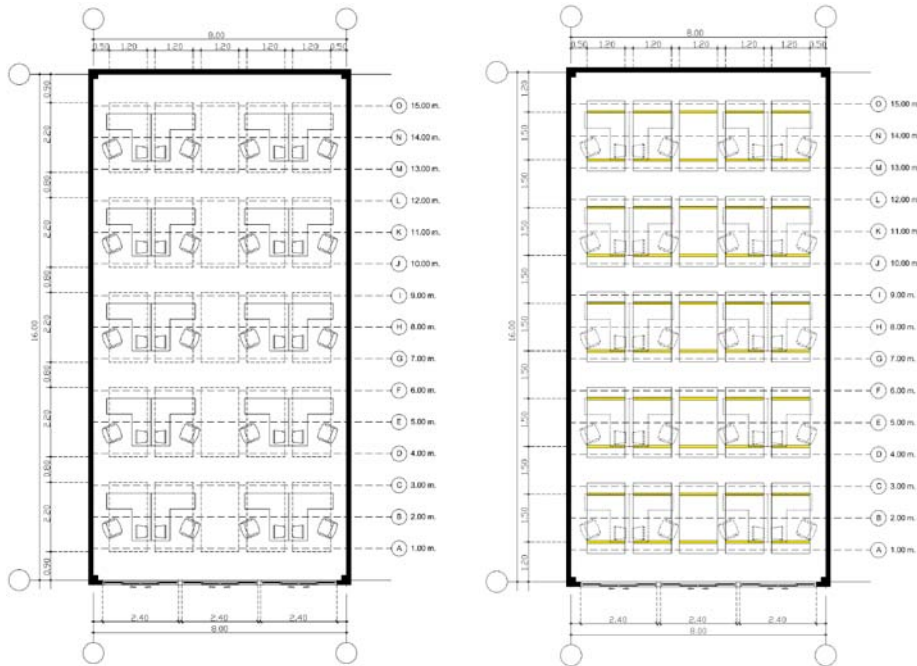 8.00
0.50 1.20 1.20 1.20 1.20 1.20 0.50
0.90
2.20
0.80
2.20
0.80
2.20
0.80
2.20
0.80
2.20
0.90
16.00
O 15.00 m.
N 14.00 m.
M 13.00 m.
L 12.00 m.
K 11.00 m.
J 10.00 m.
I 9.00 m.
H 8.00 m.
G 7.00 m.
F 6.00 m.
E 5.00 m.
D 4.00 m.
C 3.00 m.
B 2.00 m.
A 1.00 m.
2.40 2.40 2.40
8.00
8.00
0.50 1.20 1.20 1.20 1.20 1.20 0.50
1.20
1.50
1.50
1.50
1.50
1.50
1.50
1.50
1.50
1.50
1.20
16.00
O 15.00 m
N 14.00 m
M 13.00 m
L 12.00 m
K 11.00 m
J 10.00 m
I 9.00 m.
H 8.00 m.
G 7.00 m.
F 6.00 m.
E 5.00 m.
D 4.00 m.
C 3.00 m.
B 2.00 m.
A 1.00 m.
2.40 2.40 2.40
8.00